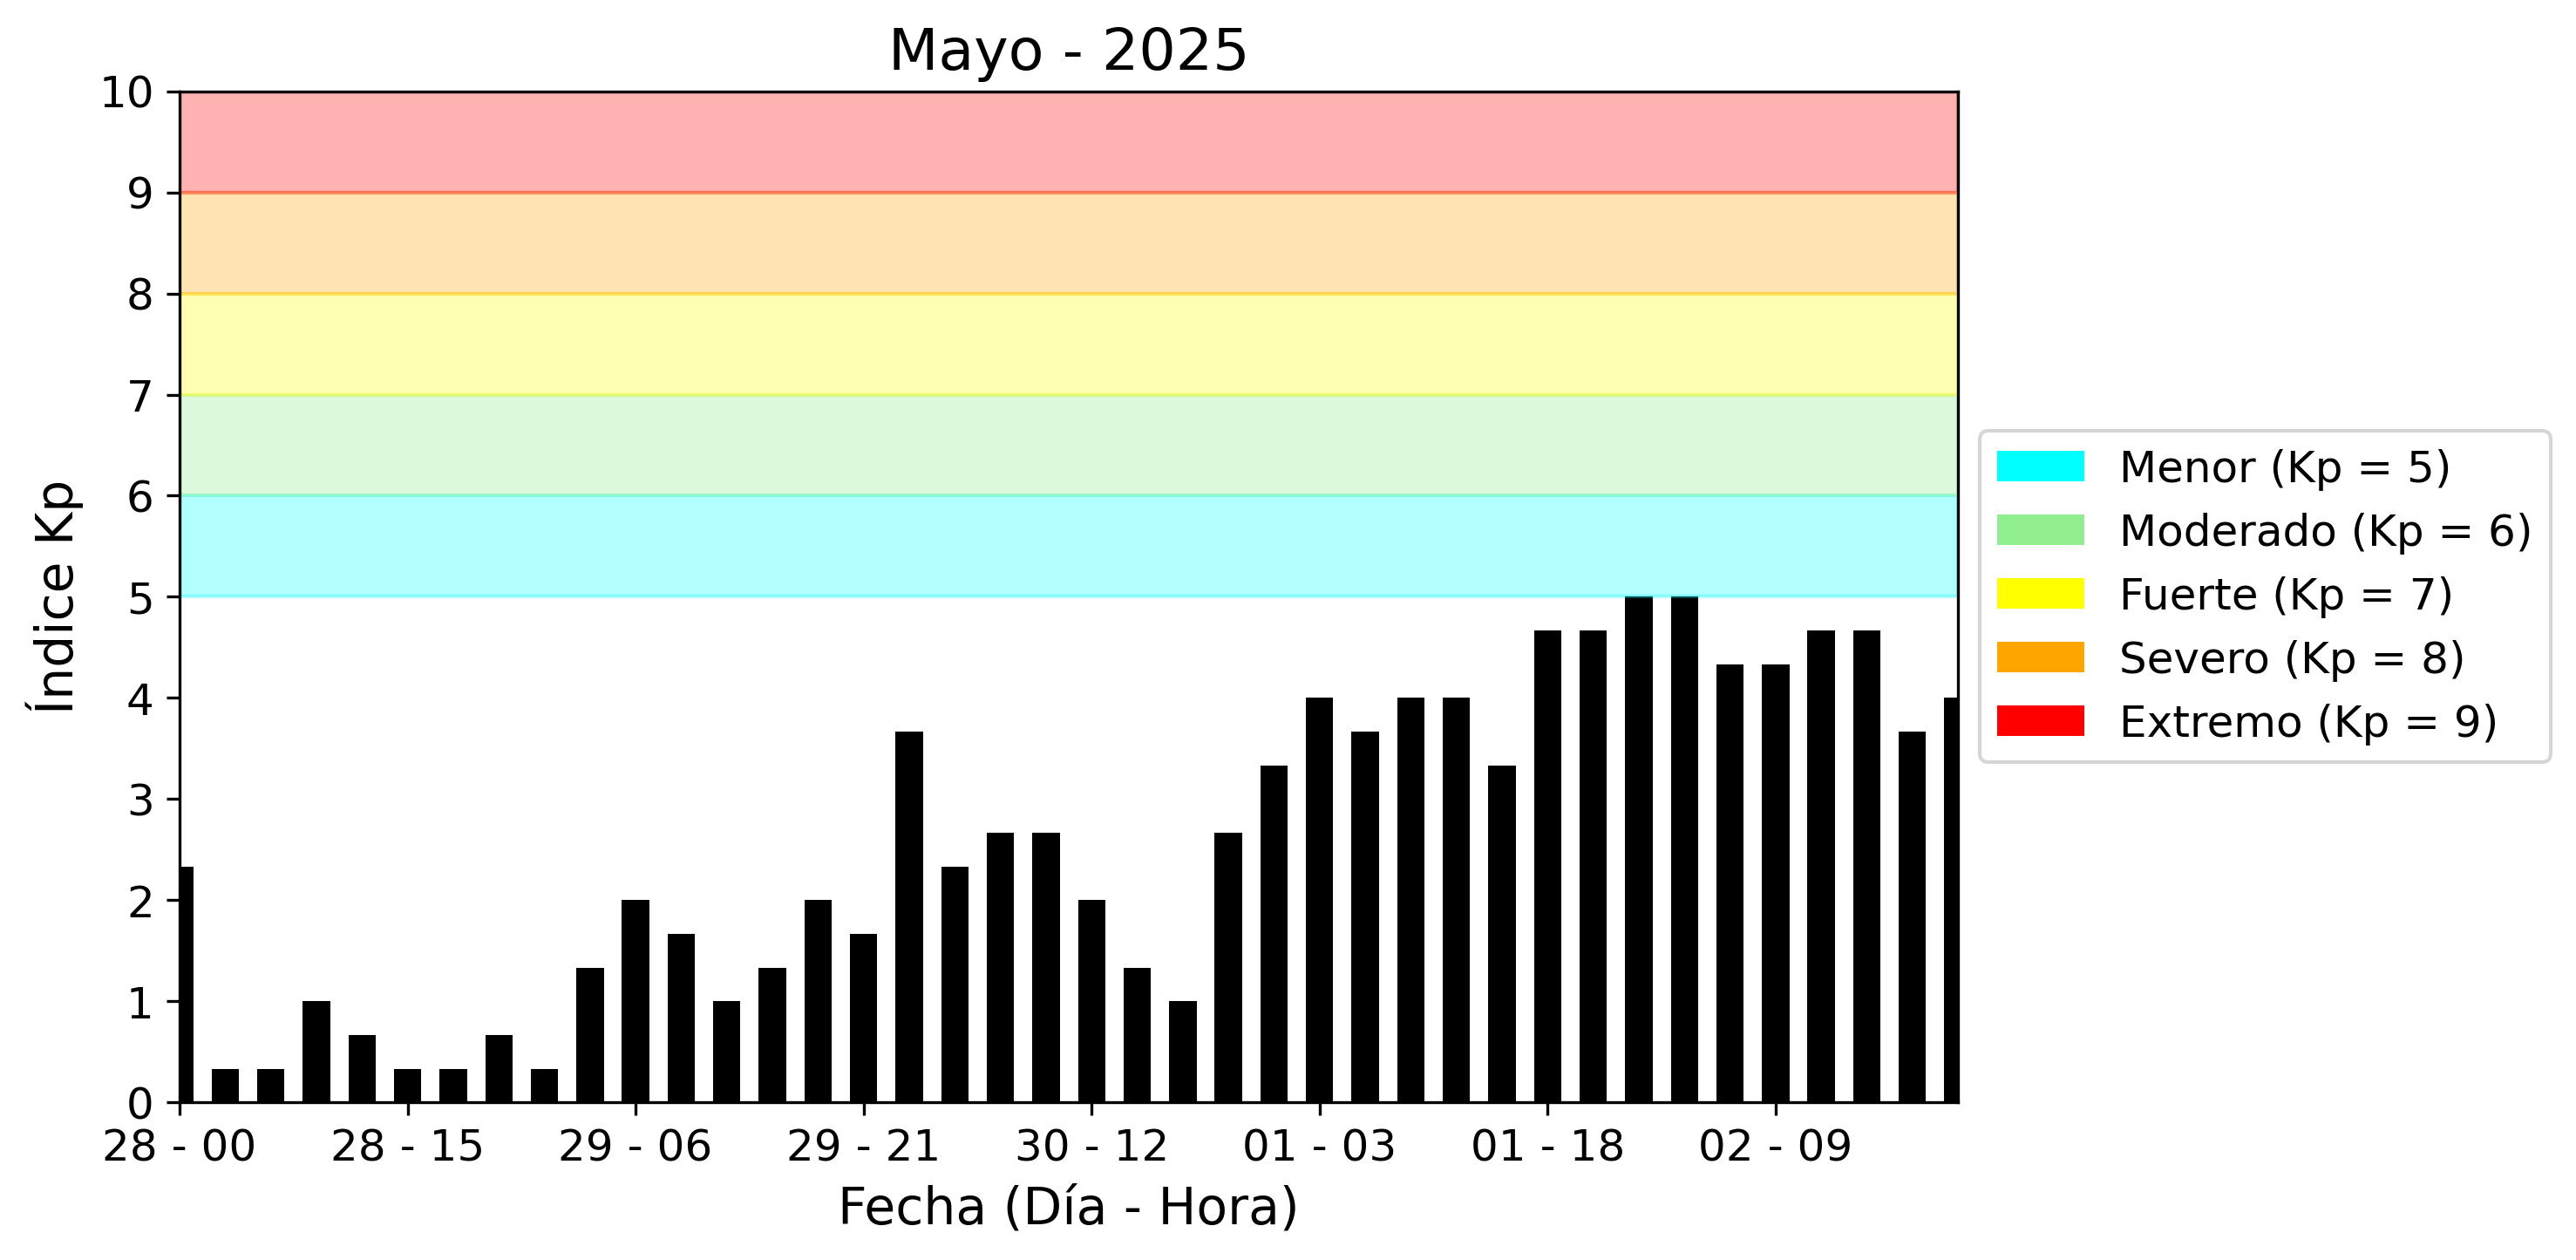 Mayo - 2025
10
9
8
7
6
5
4
3
2
1
0
Índice Kp
28 - 00
28 - 15
29 - 06
29 - 21
30 - 12
01 - 03
01 - 18
02 - 09
Fecha (Día - Hora)
Menor (Kp = 5)
Moderado (Kp = 6)
Fuerte (Kp = 7)
Severo (Kp = 8)
Extremo (Kp = 9)